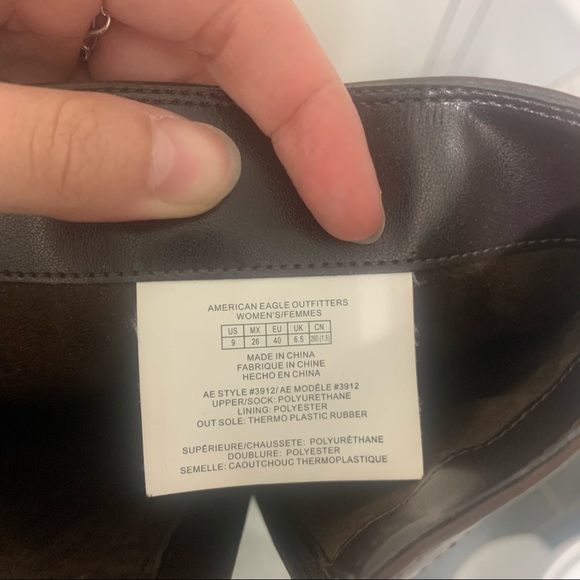 AMERICAN EAGLE OUTFITTERS
WOMEN'S/FEMMES
US MX EU UK CN
9 26 40 6.5 260(1.5)
MADE IN CHINA
FABRIQUE IN CHINE
HECHO EN CHINA
AE STYLE #3912/ AE MODÈLE #3912
UPPER/SOCK: POLYURETHANE
LINING: POLYESTER
OUT SOLE: THERMO PLASTIC RUBBER
SUPÉRIEURE/CHAUSSETE: POLYURÉTHANE
DOUBLURE: POLYESTER
SEMELLE: CAOUTCHOUC THERMOPLASTIQUE